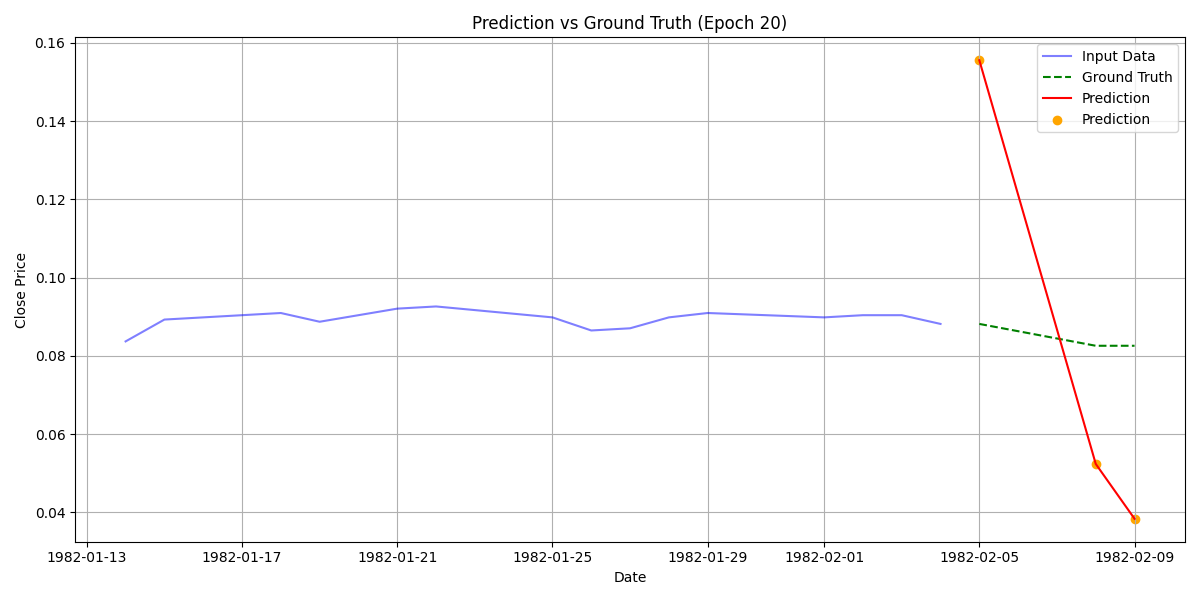 Prediction vs Ground Truth (Epoch 20)
Input Data
Ground Truth
Prediction
Prediction
Close Price
0.16
0.14
0.12
0.10
0.08
0.06
0.04
1982-01-13 1982-01-17 1982-01-21 1982-01-25 1982-01-29 1982-02-01 1982-02-05 1982-02-09
Date